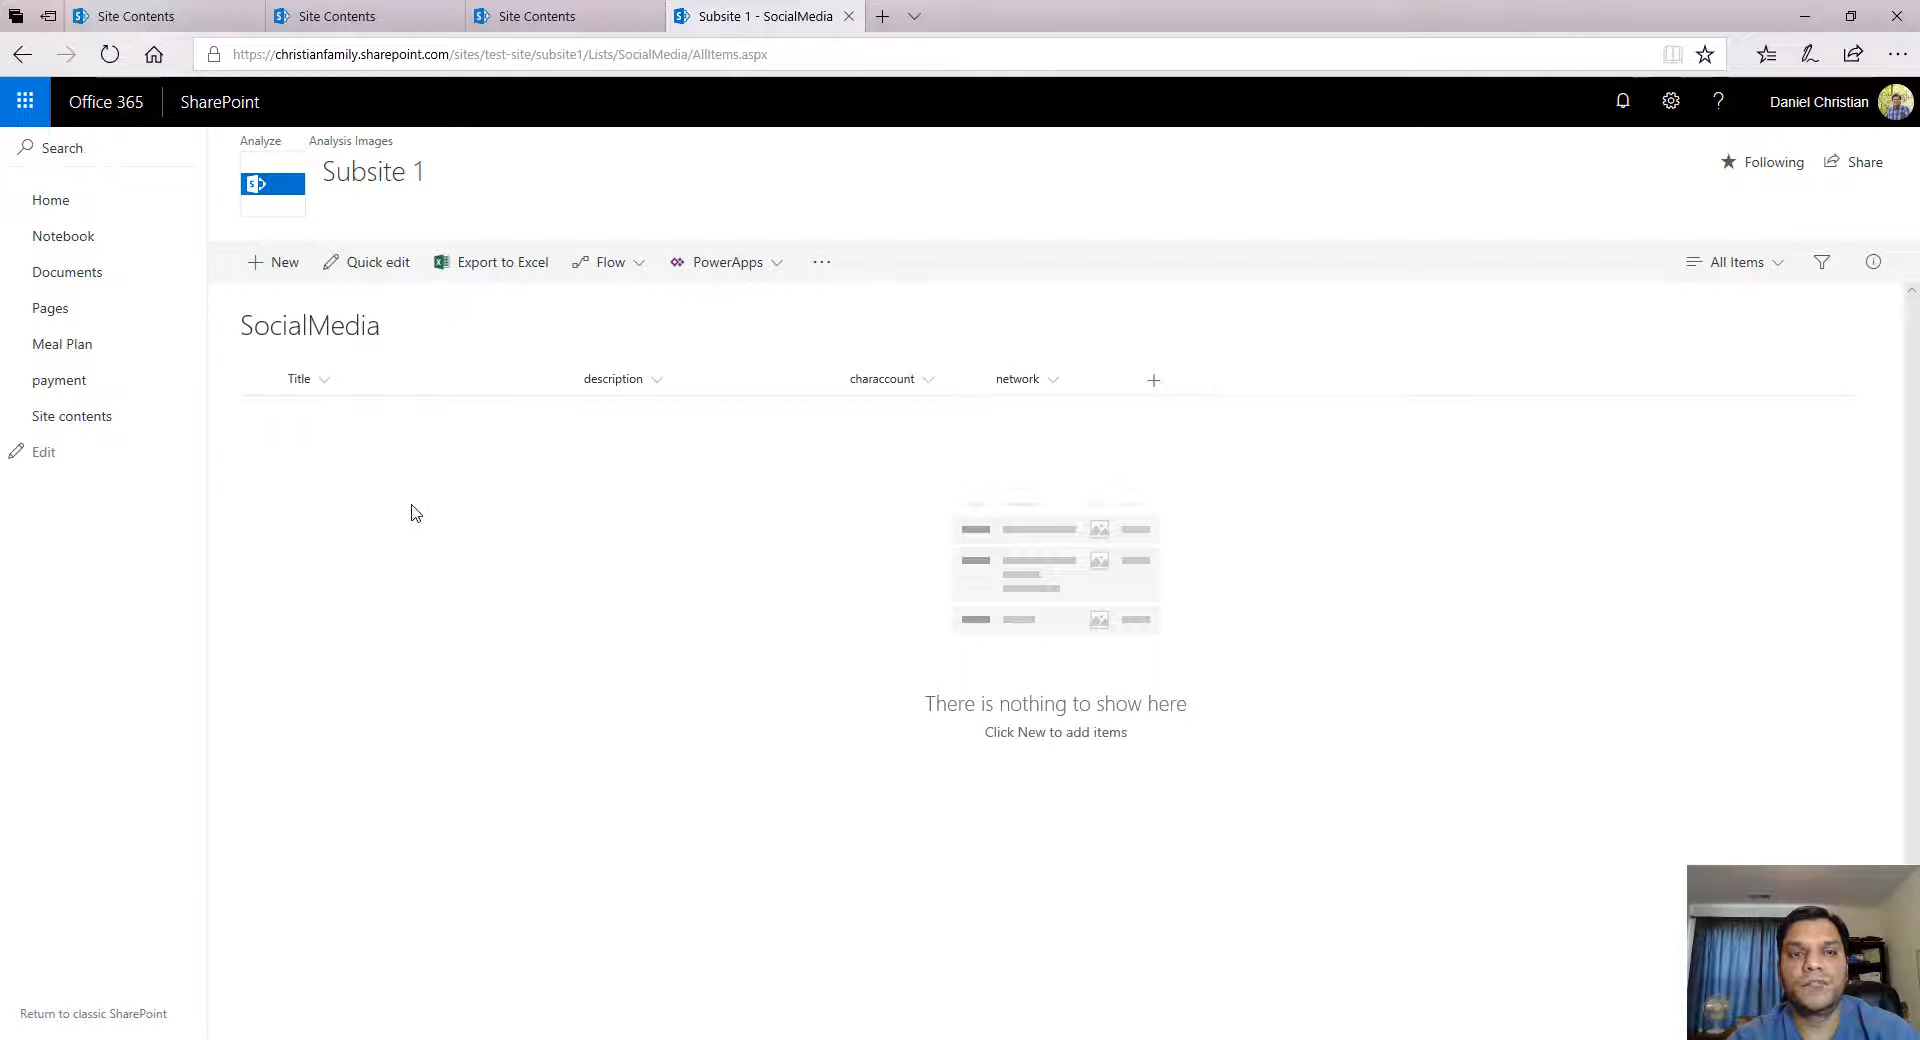 Site Contents
Site Contents
Site Contents
Subsite 1 - SocialMedia
https://christianfamily.sharepoint.com/sites/test-site/subsite1/Lists/SocialMedia/AllItems.aspx
Office 365
SharePoint
Daniel Christian
Search
Analyze
Analysis Images
Subsite 1
Following
Share
Home
Notebook
Documents
Pages
Meal Plan
payment
Site contents
Edit
New
Quick edit
Export to Excel
Flow
PowerApps
All Items
SocialMedia
Title
description
characcount
network
There is nothing to show here
Click New to add items
Return to classic SharePoint